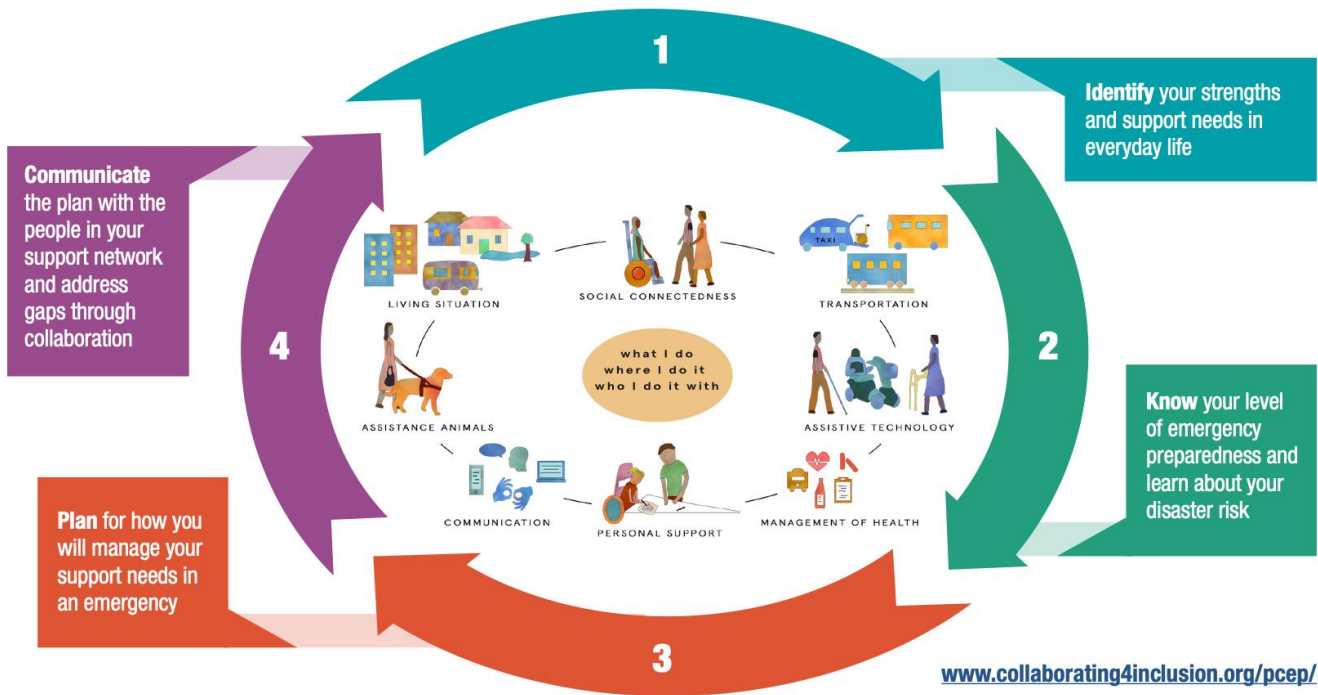 1
Identify your strengths
and support needs in
everyday life
2
Know your level
of emergency
preparedness and
learn about your
disaster risk
3
Plan for how you
will manage your
support needs in
an emergency
4
Communicate
the plan with the
people in your
support network
and address
gaps through
collaboration
LIVING SITUATION
SOCIAL CONNECTEDNESS
TAXI
TRANSPORTATION
ASSISTANCE ANIMALS
what I do
where I do it
who I do it with
ASSISTIVE TECHNOLOGY
COMMUNICATION
PERSONAL SUPPORT
MANAGEMENT OF HEALTH
www.collaborating4inclusion.org/pcep/